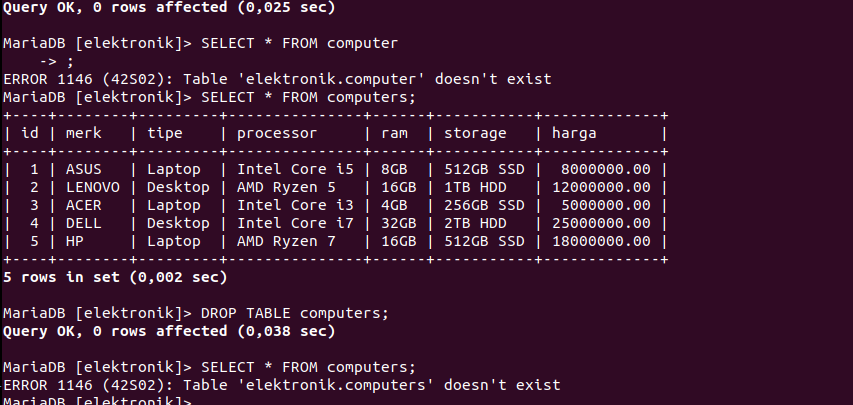 Query OK, 0 rows affected (0,025 sec)
MariaDB [elektronik]> SELECT * FROM computer
    -> ;
ERROR 1146 (42S02): Table 'elektronik.computer' doesn't exist
MariaDB [elektronik]> SELECT * FROM computers;
+----+--------+---------+---------------+------+-----------+-------------+
| id | merk   | tipe    | processor     | ram  | storage   | harga       |
+----+--------+---------+---------------+------+-----------+-------------+
|  1 | ASUS   | Laptop  | Intel Core i5 | 8GB  | 512GB SSD |  8000000.00 |
|  2 | LENOVO | Desktop | AMD Ryzen 5   | 16GB | 1TB HDD   | 12000000.00 |
|  3 | ACER   | Laptop  | Intel Core i3 | 4GB  | 256GB SSD |  5000000.00 |
|  4 | DELL   | Desktop | Intel Core i7 | 32GB | 2TB HDD   | 25000000.00 |
|  5 | HP     | Laptop  | AMD Ryzen 7   | 16GB | 512GB SSD | 18000000.00 |
+----+--------+---------+---------------+------+-----------+-------------+
5 rows in set (0,002 sec)
MariaDB [elektronik]> DROP TABLE computers;
Query OK, 0 rows affected (0,038 sec)
MariaDB [elektronik]> SELECT * FROM computers;
ERROR 1146 (42S02): Table 'elektronik.computers' doesn't exist
MariaDB [elektronik]>